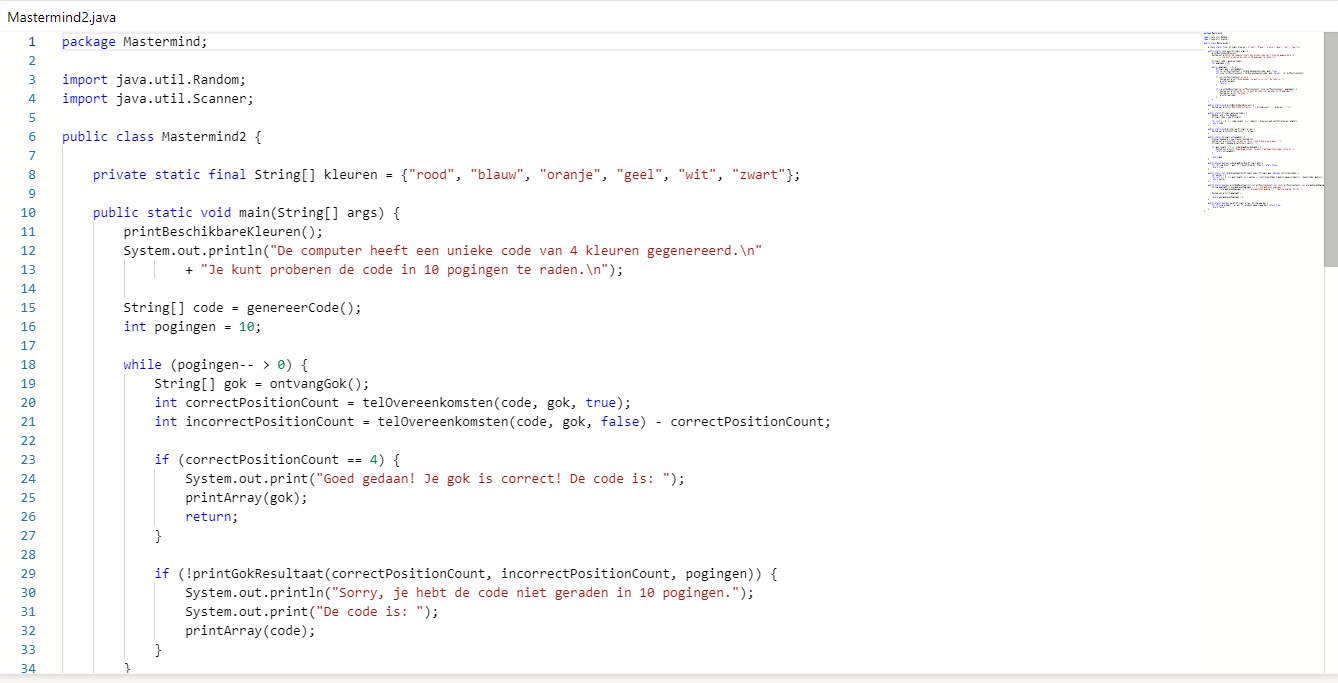 Mastermind2.java
1 package Mastermind;
2
3 import java.util.Random;
4 import java.util.Scanner;
5
6 public class Mastermind2 {
7
8 private static final String[] kleuren = {"rood", "blauw", "oranje", "geel", "wit", "zwart"};
9
10 public static void main(String[] args) {
11 printBeschikbareKleuren();
12 System.out.println("De computer heeft een unieke code van 4 kleuren gegenereerd.\n"
13 + "Je kunt proberen de code in 10 pogingen te raden.\n");
14
15 String[] code = genereerCode();
16 int pogingen = 10;
17
18 while (pogingen-- > 0) {
19 String[] gok = ontvangGok();
20 int correctPositionCount = telOvereenkomsten(code, gok, true);
21 int incorrectPositionCount = telOvereenkomsten(code, gok, false) - correctPositionCount;
22
23 if (correctPositionCount == 4) {
24 System.out.print("Goed gedaan! Je gok is correct! De code is: ");
25 printArray(gok);
26 return;
27 }
28
29 if (!printGokResultaat(correctPositionCount, incorrectPositionCount, pogingen)) {
30 System.out.println("Sorry, je hebt de code niet geraden in 10 pogingen.");
31 System.out.print("De code is: ");
32 printArray(code);
33 }
34 }